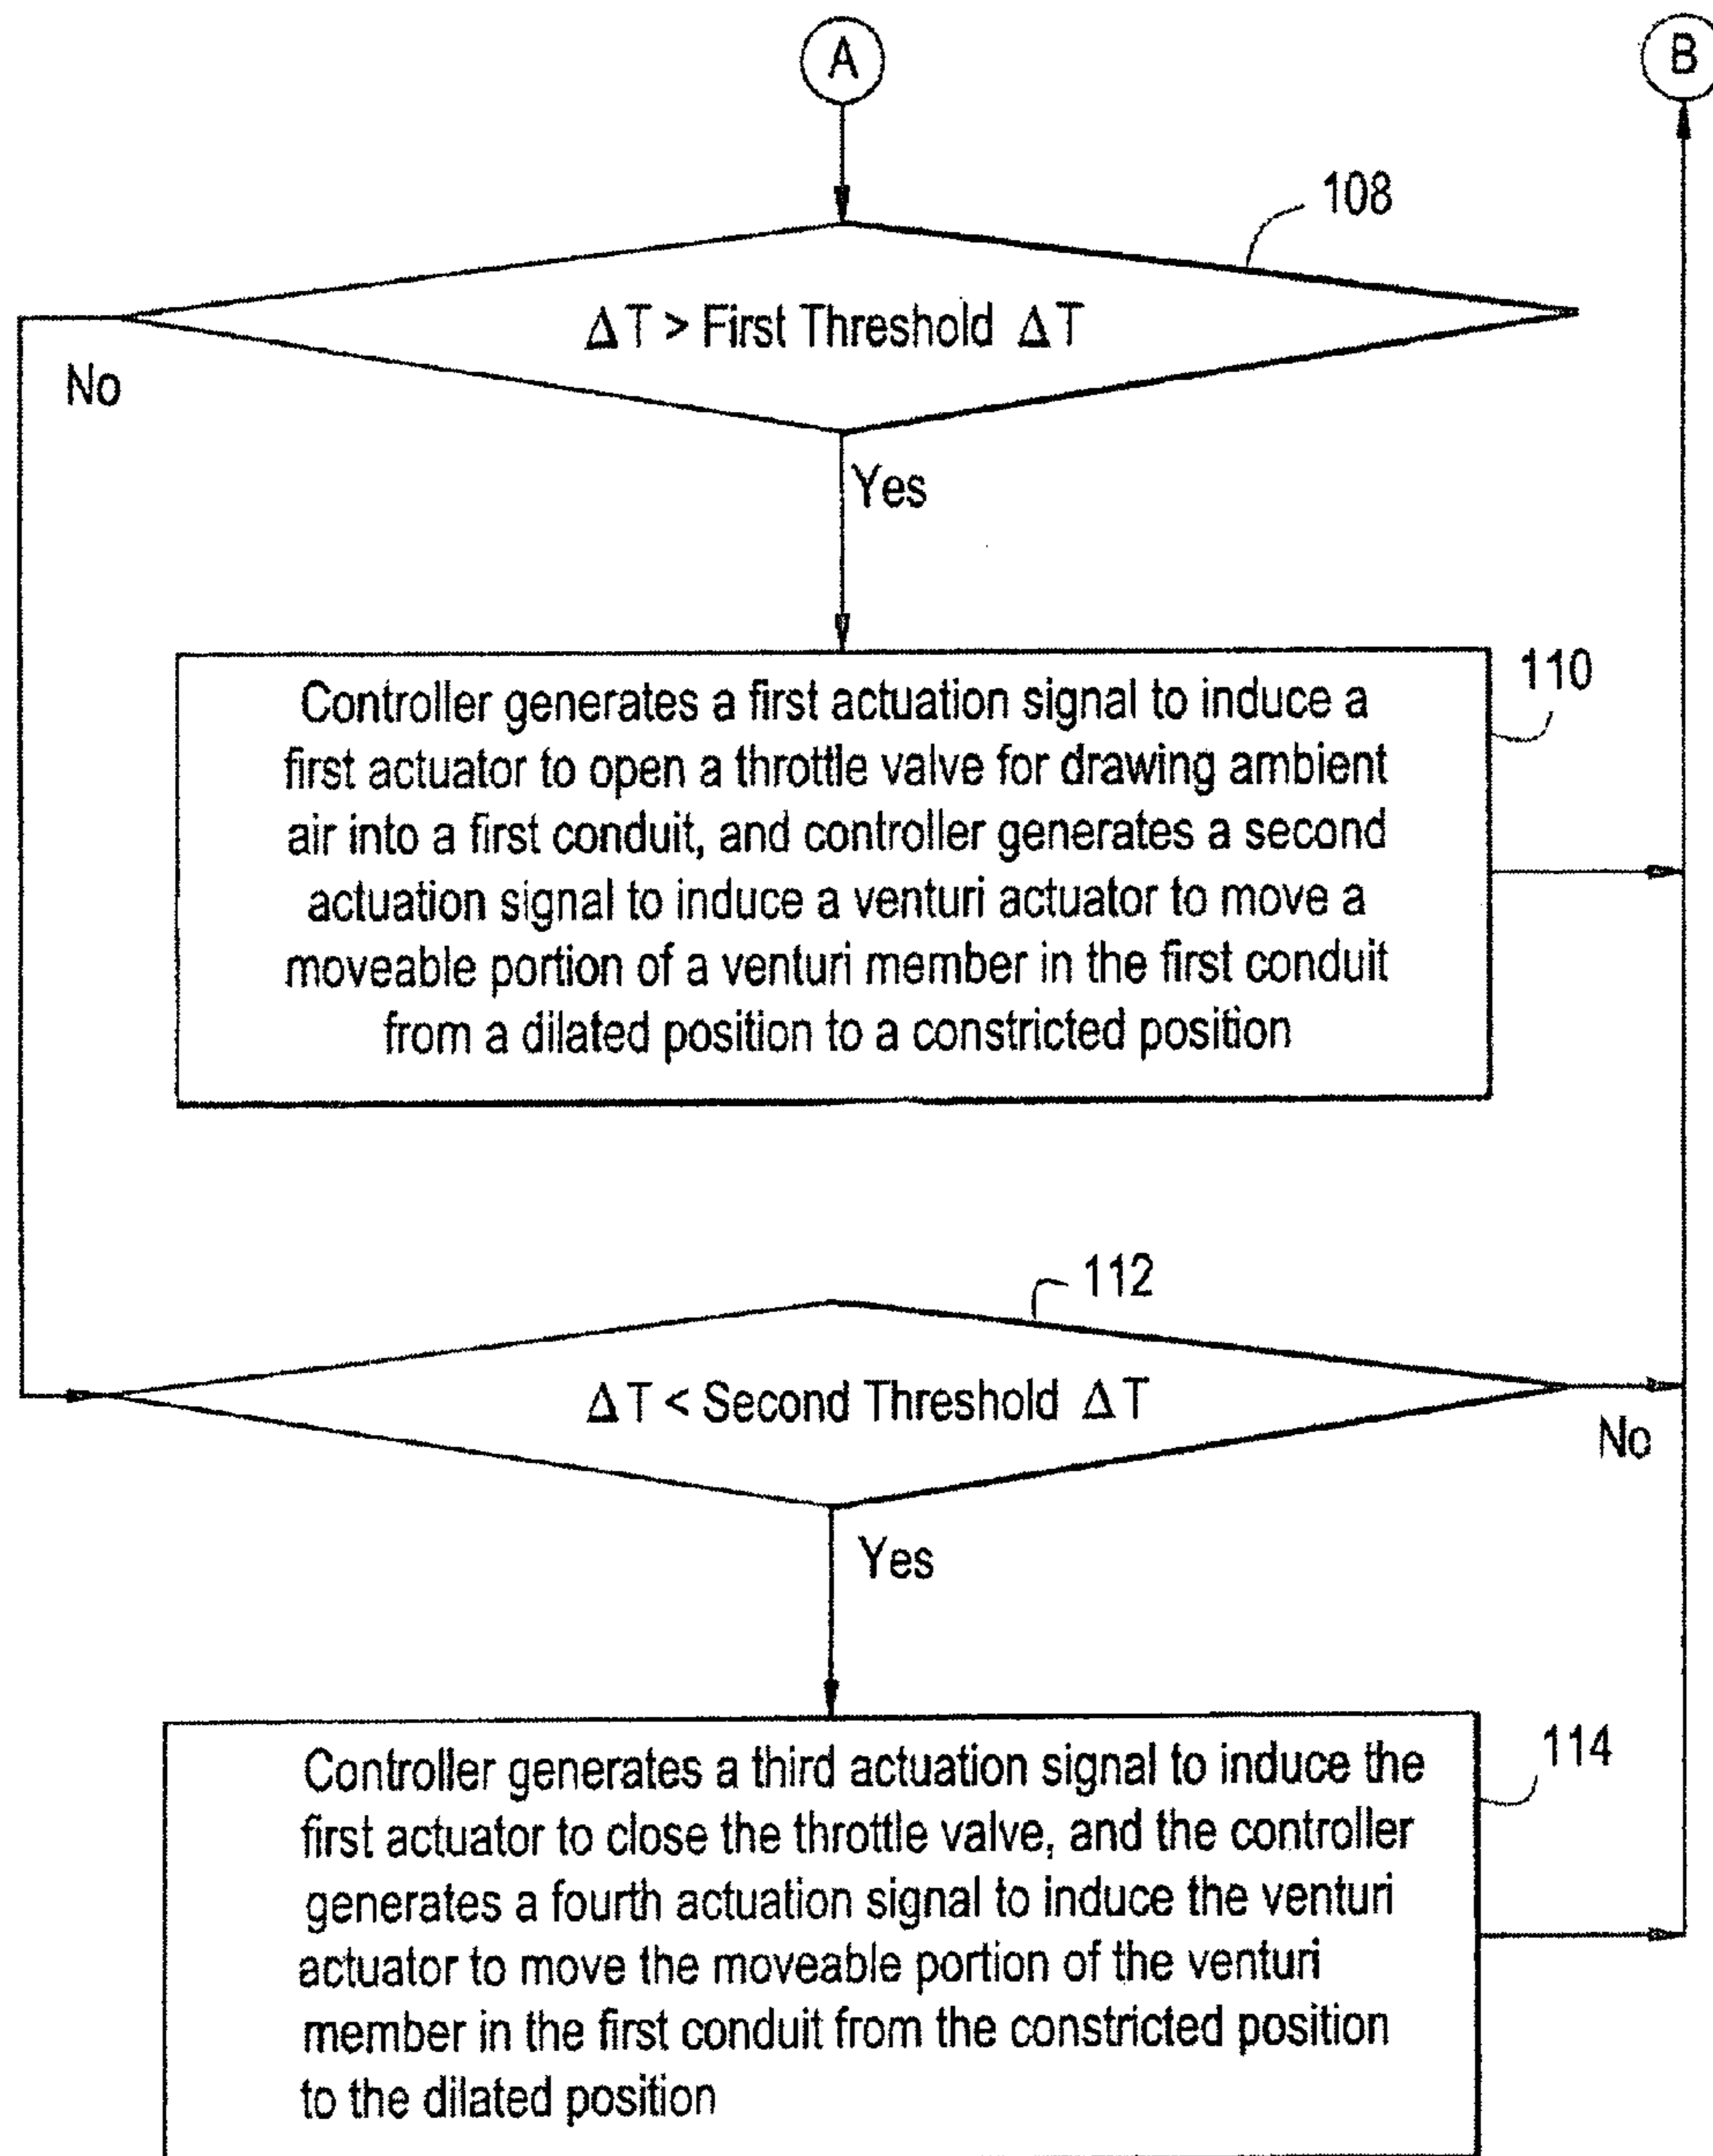 A
B
108
ΔT > First Threshold ΔT
No
Yes
110
Controller generates a first actuation signal to induce a
first actuator to open a throttle valve for drawing ambient
air into a first conduit, and controller generates a second
actuation signal to induce a venturi actuator to move a
moveable portion of a venturi member in the first conduit
from a dilated position to a constricted position
112
ΔT < Second Threshold ΔT
No
Yes
114
Controller generates a third actuation signal to induce the
first actuator to close the throttle valve, and the controller
generates a fourth actuation signal to induce the venturi
actuator to move the moveable portion of the venturi
member in the first conduit from the constricted position
to the dilated position